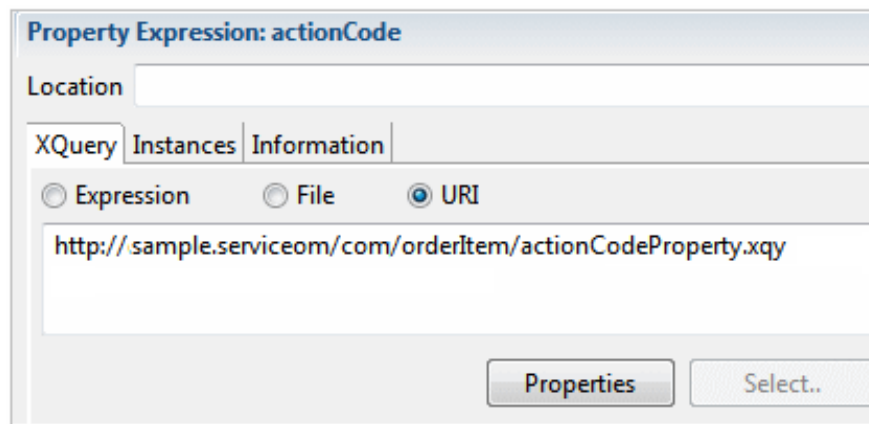 Property Expression: actionCode
Location
XQuery Instances Information
Expression File URI
http://sample.serviceom/com/orderItem/actionCodeProperty.xqy
Properties Select..